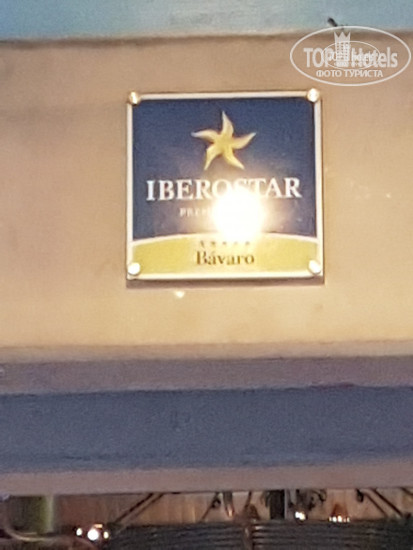 TOP Hotels
ФОТО ТУРИСТА
IBEROSTAR
★★★★★
Bávaro